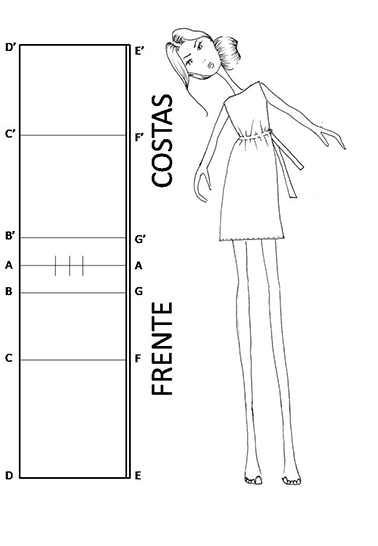 D' E'
COSTAS
C' F'
B' G'
A A
B G
FRENTE
C F
D E